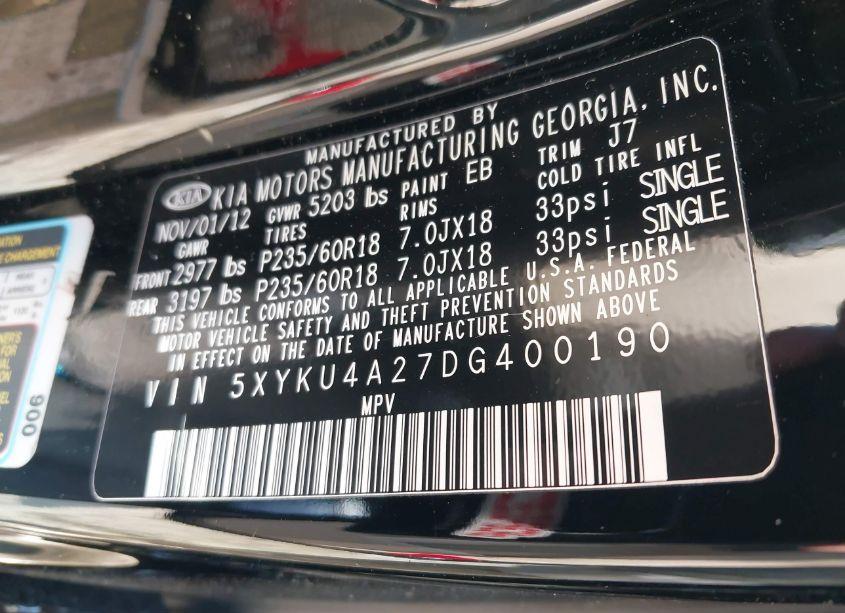 MANUFACTURED BY
KIA KIA MOTORS MANUFACTURING GEORGIA, INC.
NOV/01/12 GVWR 5203 lbs PAINT EB TRIM J7
GAWR TIRES RIMS COLD TIRE INFL
FRONT 2977 lbs P235/60R18 7.0JX18 33psi SINGLE
REAR 3197 lbs P235/60R18 7.0JX18 33psi SINGLE
THIS VEHICLE CONFORMS TO ALL APPLICABLE U.S.A. FEDERAL
MOTOR VEHICLE SAFETY AND THEFT PREVENTION STANDARDS
IN EFFECT ON THE DATE OF MANUFACTURE SHOWN ABOVE
VIN 5XYKU4A27DG400190
MPV
006